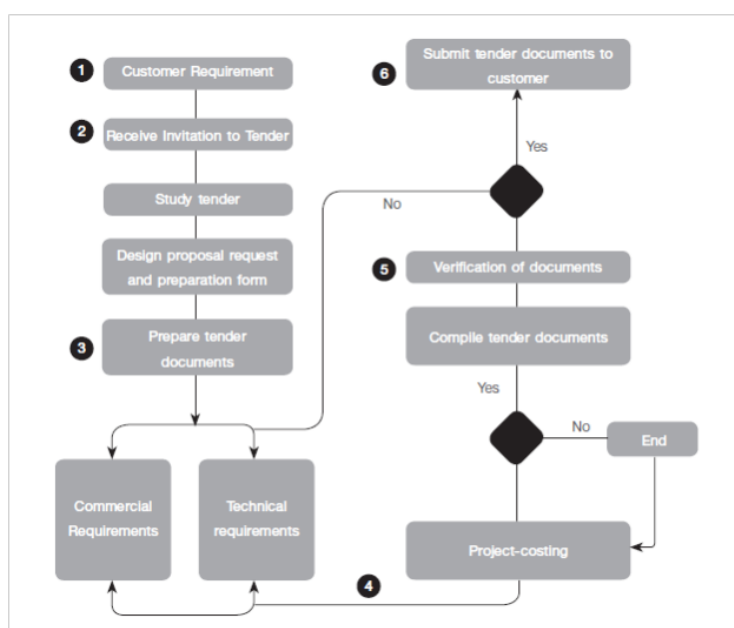 1
Customer Requirement
2
Receive Invitation to Tender
Study tender
Design proposal request
and preparation form
3
Prepare tender
documents
Commercial
Requirements
Technical
requirements
4
Project-costing
No
End
Yes
Compile tender documents
5
Verification of documents
No
Yes
6
Submit tender documents to
customer